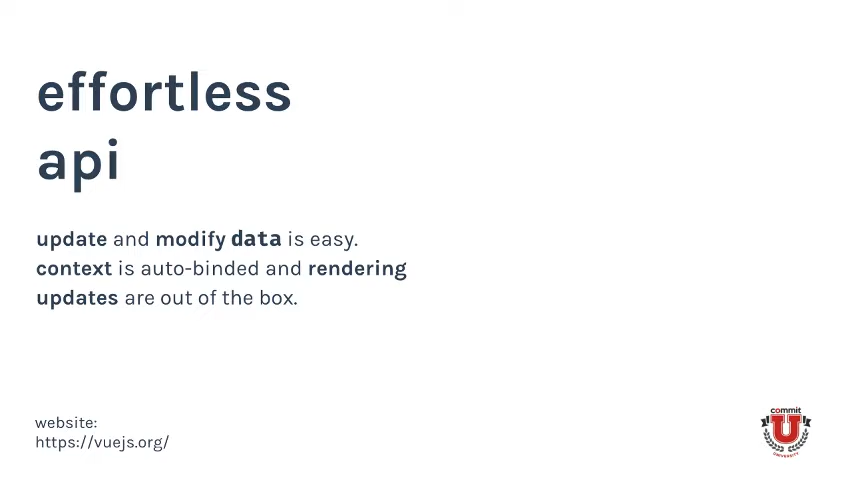 effortless
api
update and modify data is easy.
context is auto-binded and rendering
updates are out of the box.
website:
https://vuejs.org/
commit
U
UNIVERSITY